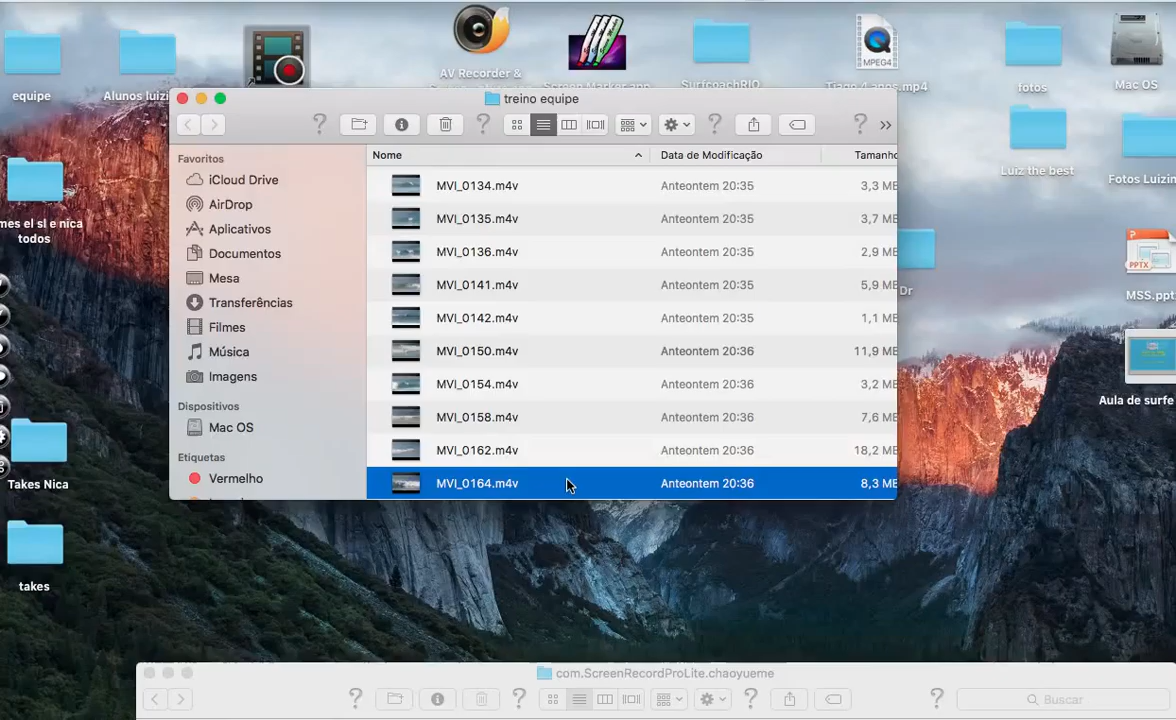 equipe
Alunos luizi
AV Recorder &
Screen Marker.app
SurfcoachRIO
Tiago 4 anos.mp4
MPEG4
fotos
Mac OS
treino equipe
Luiz the best
Fotos Luizin
mes el sl e nica
todos
Dr
PPTX
MSS.ppt
Aula de surfe
Takes Nica
takes
Favoritos
iCloud Drive
AirDrop
Aplicativos
Documentos
Mesa
Transferências
Filmes
Música
Imagens
Dispositivos
Mac OS
Etiquetas
Vermelho
Nome Data de Modificação Tamanho
MVI_0134.m4v Anteontem 20:35 3,3 MB
MVI_0135.m4v Anteontem 20:35 3,7 MB
MVI_0136.m4v Anteontem 20:35 2,9 MB
MVI_0141.m4v Anteontem 20:35 5,9 MB
MVI_0142.m4v Anteontem 20:35 1,1 MB
MVI_0150.m4v Anteontem 20:36 11,9 MB
MVI_0154.m4v Anteontem 20:36 3,2 MB
MVI_0158.m4v Anteontem 20:36 7,6 MB
MVI_0162.m4v Anteontem 20:36 18,2 MB
MVI_0164.m4v Anteontem 20:36 8,3 MB
com.ScreenRecordProLite.chaoyueme
Buscar